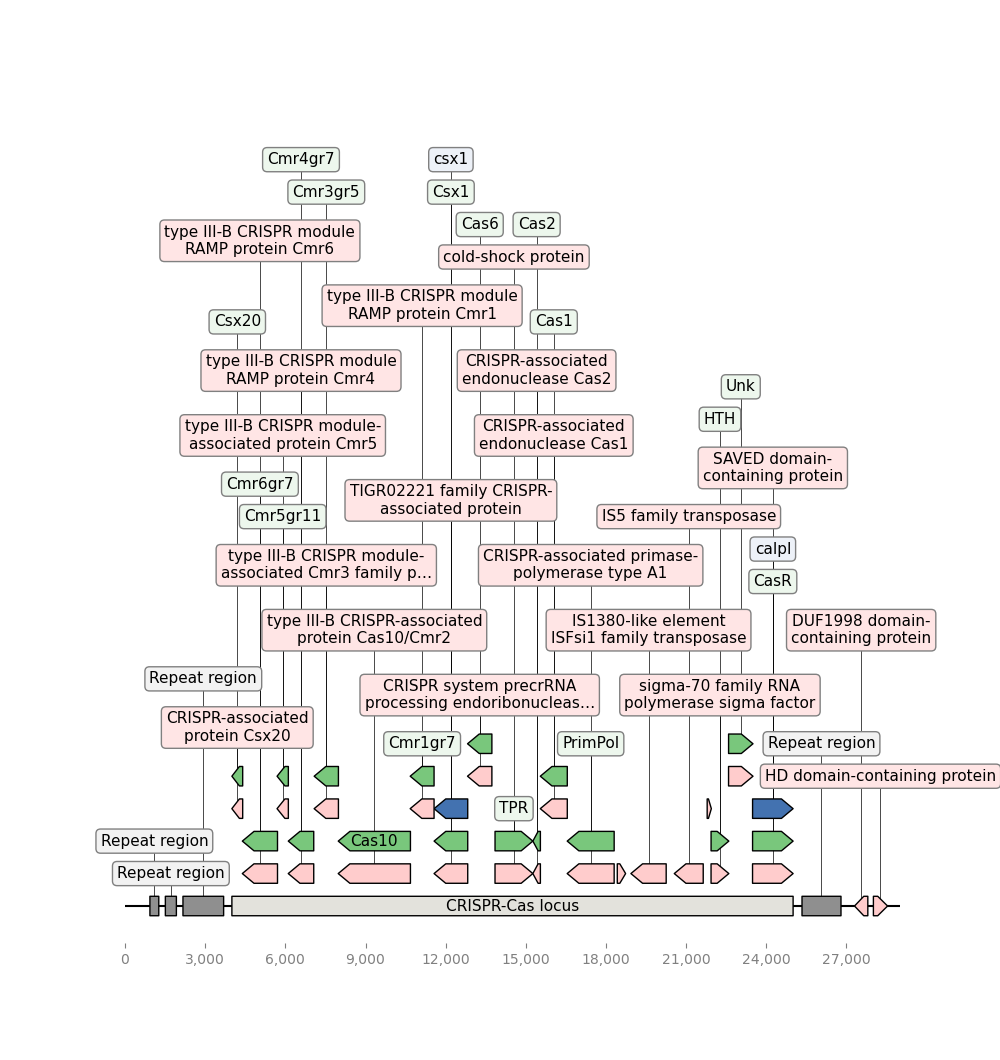 Cmr4gr7
csx1
Cmr3gr5
Csx1
Cas6
Cas2
type III-B CRISPR module
RAMP protein Cmr6
cold-shock protein
type III-B CRISPR module
RAMP protein Cmr1
Csx20
Cas1
type III-B CRISPR module
RAMP protein Cmr4
CRISPR-associated
endonuclease Cas2
Unk
HTH
type III-B CRISPR module-
associated protein Cmr5
CRISPR-associated
endonuclease Cas1
SAVED domain-
containing protein
Cmr6gr7
TIGR02221 family CRISPR-
associated protein
Cmr5gr11
IS5 family transposase
calpl
type III-B CRISPR module-
associated Cmr3 family p...
CRISPR-associated primase-
polymerase type A1
CasR
type III-B CRISPR-associated
protein Cas10/Cmr2
IS1380-like element
ISFsi1 family transposase
DUF1998 domain-
containing protein
Repeat region
CRISPR system precrRNA
processing endoribonucleas...
sigma-70 family RNA
polymerase sigma factor
CRISPR-associated
protein Csx20
Cmr1gr7
PrimPol
Repeat region
HD domain-containing protein
TPR
Repeat region
Cas10
Repeat region
CRISPR-Cas locus
0
3,000
6,000
9,000
12,000
15,000
18,000
21,000
24,000
27,000